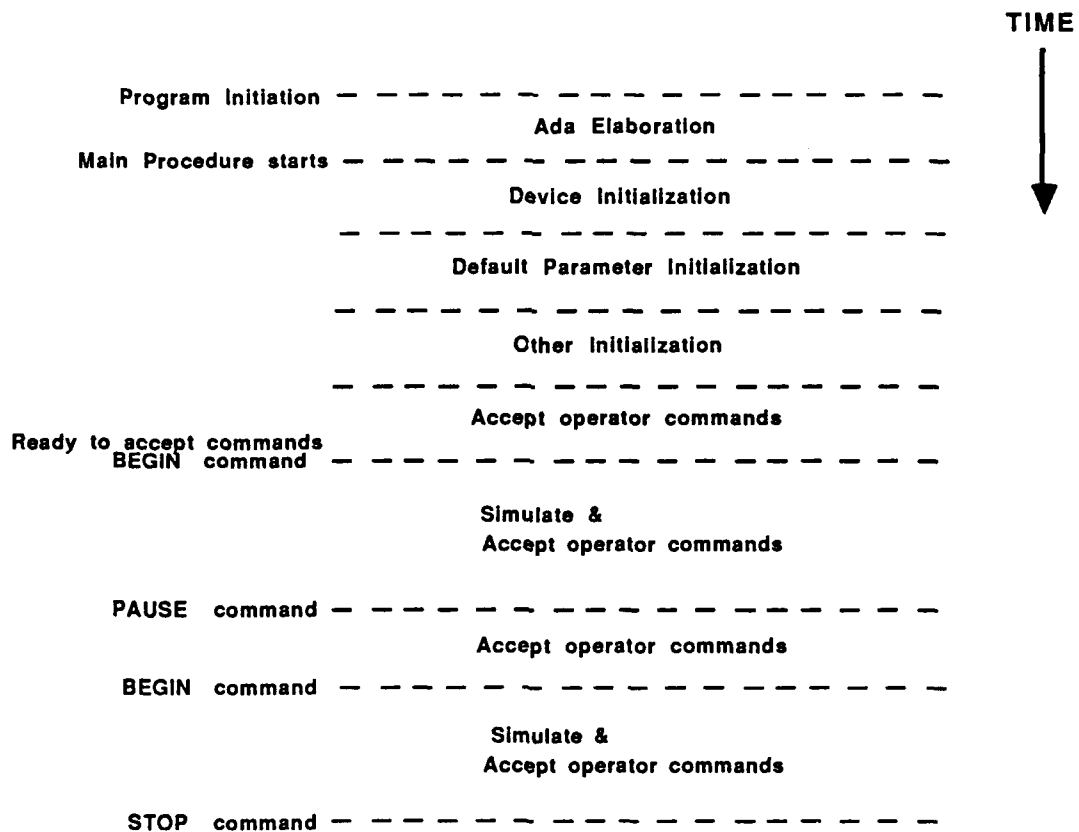 TIME
Program Initiation
Ada Elaboration
Main Procedure starts
Device Initialization
Default Parameter Initialization
Other Initialization
Accept operator commands
Ready to accept commands
BEGIN command
Simulate &
Accept operator commands
PAUSE command
Accept operator commands
BEGIN command
Simulate &
Accept operator commands
STOP command